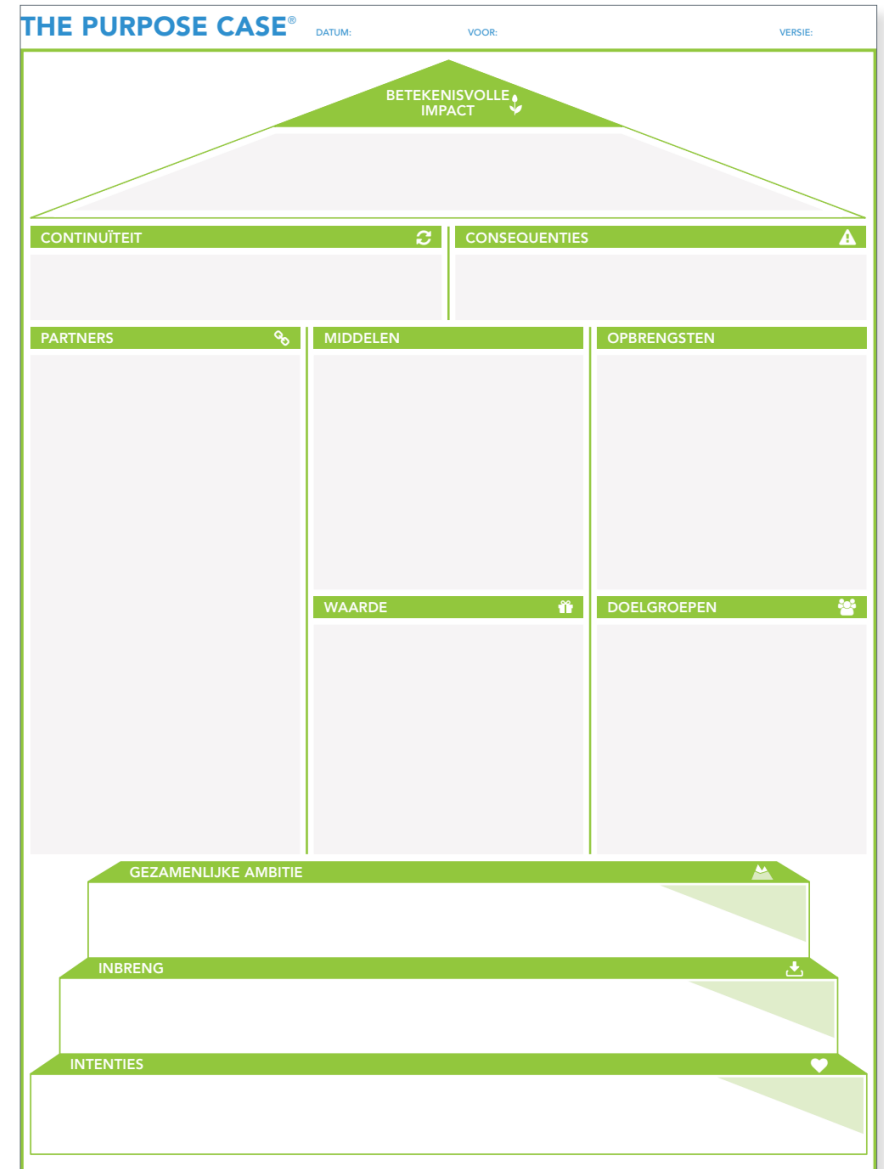 THE PURPOSE CASE® DATUM: VOOR: VERSIE:
BETEKENISVOLLE
IMPACT
CONTINUÏTEIT
CONSEQUENTIES
PARTNERS
MIDDELEN
OPBRENGSTEN
WAARDE
DOELGROEPEN
GEZAMENLIJKE AMBITIE
INBRENG
INTENTIES